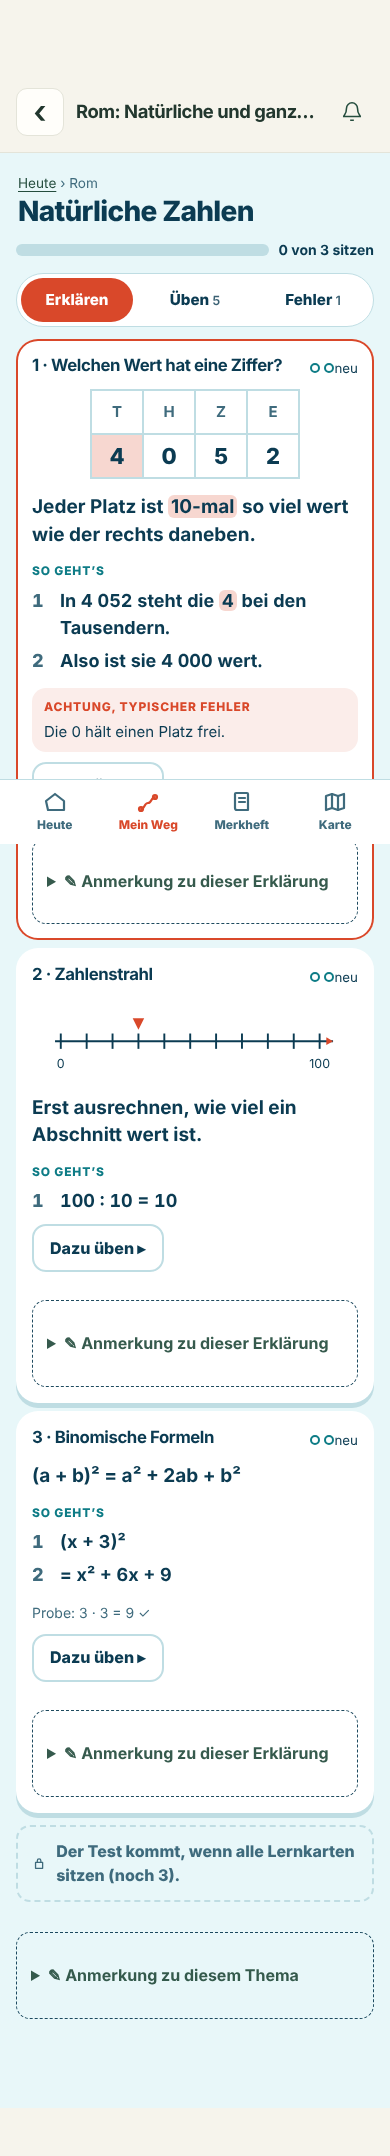 Rom: Natürliche und ganz...
Heute › Rom
Natürliche Zahlen
0 von 3 sitzen
Erklären
Üben 5
Fehler 1
1 · Welchen Wert hat eine Ziffer?
neu
T H Z E
4 0 5 2
Jeder Platz ist 10-mal so viel wert
wie der rechts daneben.
SO GEHT'S
1 In 4 052 steht die 4 bei den
Tausendern.
2 Also ist sie 4 000 wert.
ACHTUNG, TYPISCHER FEHLER
Die 0 hält einen Platz frei.
Heute
Mein Weg
Merkheft
Karte
▶ ✎ Anmerkung zu dieser Erklärung
2 · Zahlenstrahl
neu
0 100
Erst ausrechnen, wie viel ein
Abschnitt wert ist.
SO GEHT'S
1 100 : 10 = 10
Dazu üben ▸
▶ ✎ Anmerkung zu dieser Erklärung
3 · Binomische Formeln
neu
(a + b)² = a² + 2ab + b²
SO GEHT'S
1 (x + 3)²
2 = x² + 6x + 9
Probe: 3 · 3 = 9 ✓
Dazu üben ▸
▶ ✎ Anmerkung zu dieser Erklärung
Der Test kommt, wenn alle Lernkarten
sitzen (noch 3).
▶ ✎ Anmerkung zu diesem Thema